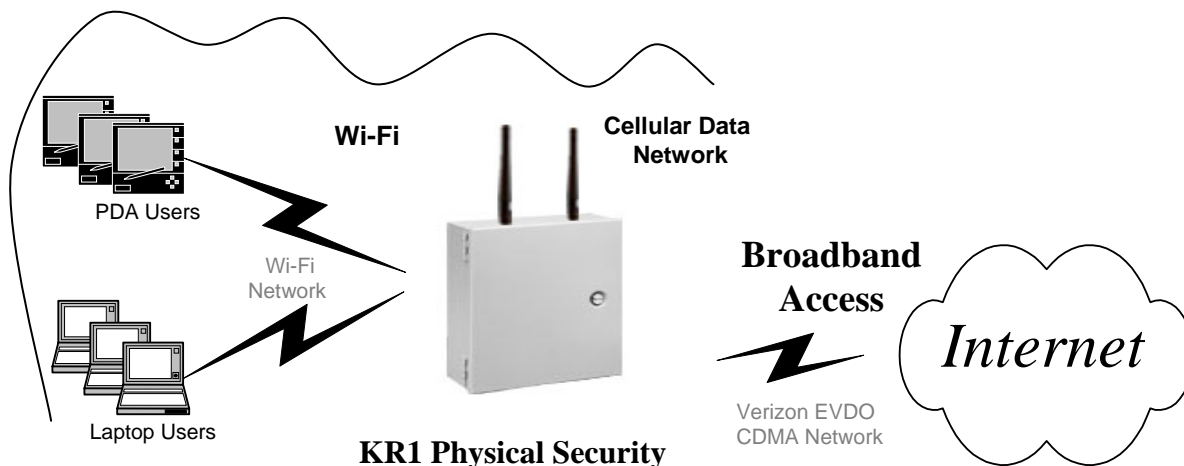 Wi-Fi
Cellular Data
Network
PDA Users
Wi-Fi
Network
Broadband
Access
Internet
Verizon EVDO
CDMA Network
Laptop Users
KR1 Physical Security